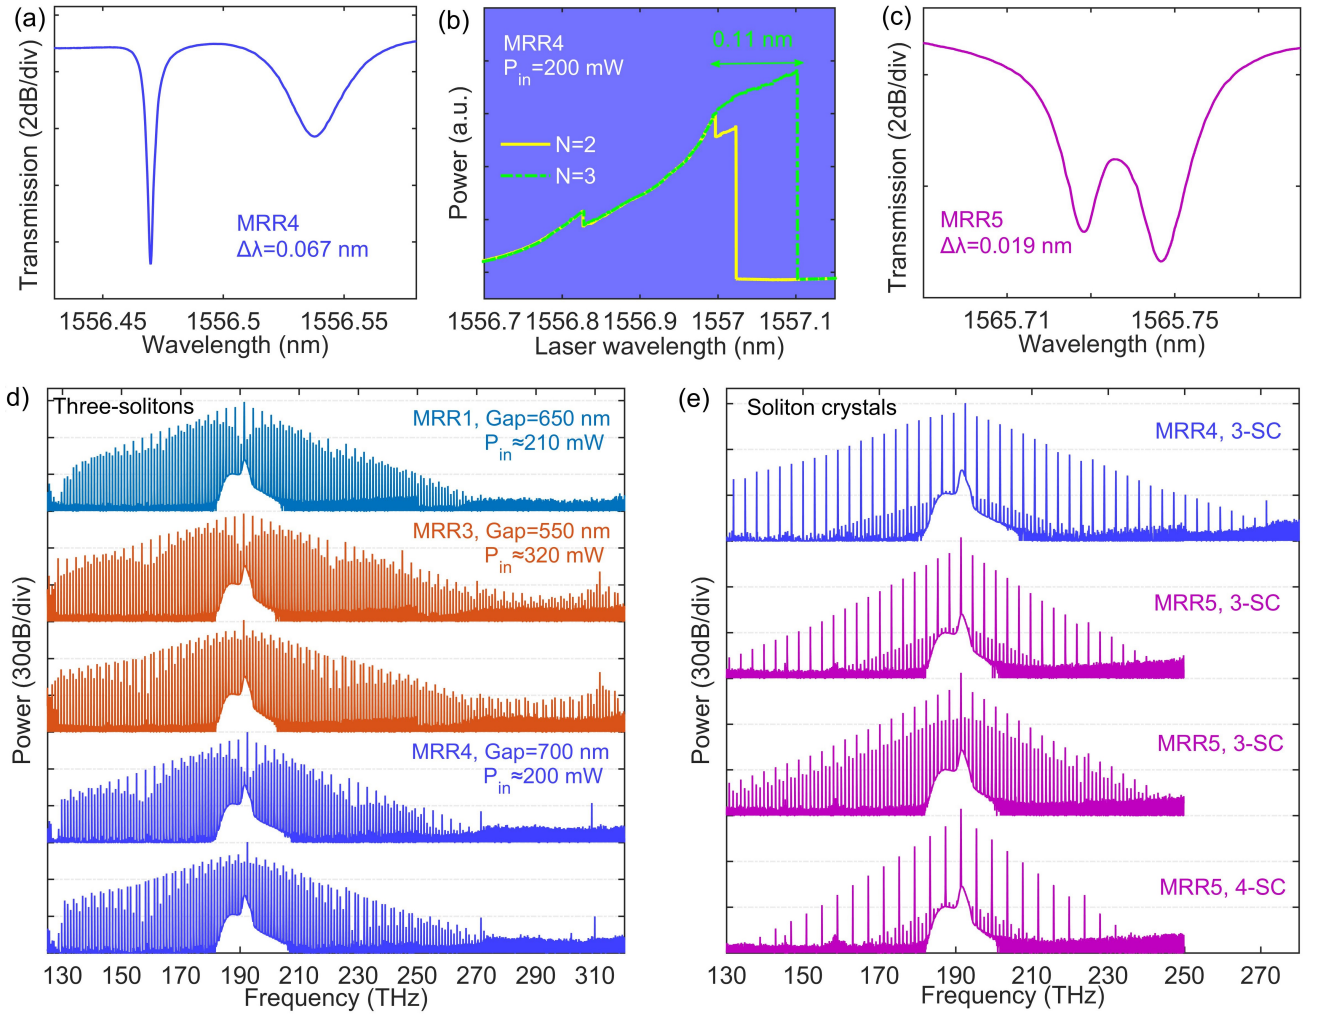 (a)
Transmission (2dB/div)
MRR4
Δλ=0.067 nm
1556.45 1556.5 1556.55
Wavelength (nm)
(b)
Power (a.u.)
MRR4
Pin=200 mW
0.11 nm
N=2
N=3
1556.7 1556.8 1556.9 1557 1557.1
Laser wavelength (nm)
(c)
Transmission (2dB/div)
MRR5
Δλ=0.019 nm
1565.71 1565.75
Wavelength (nm)
d)
Three-solitons
Power (30dB/div)
MRR1, Gap=650 nm
Pin≈210 mW
MRR3, Gap=550 nm
Pin≈320 mW
MRR4, Gap=700 nm
Pin≈200 mW
130 150 170 190 210 230 250 270 290 310
Frequency (THz)
(e)
Soliton crystals
Power (30dB/div)
MRR4, 3-SC
MRR5, 3-SC
MRR5, 3-SC
MRR5, 4-SC
130 150 170 190 210 230 250 270
Frequency (THz)